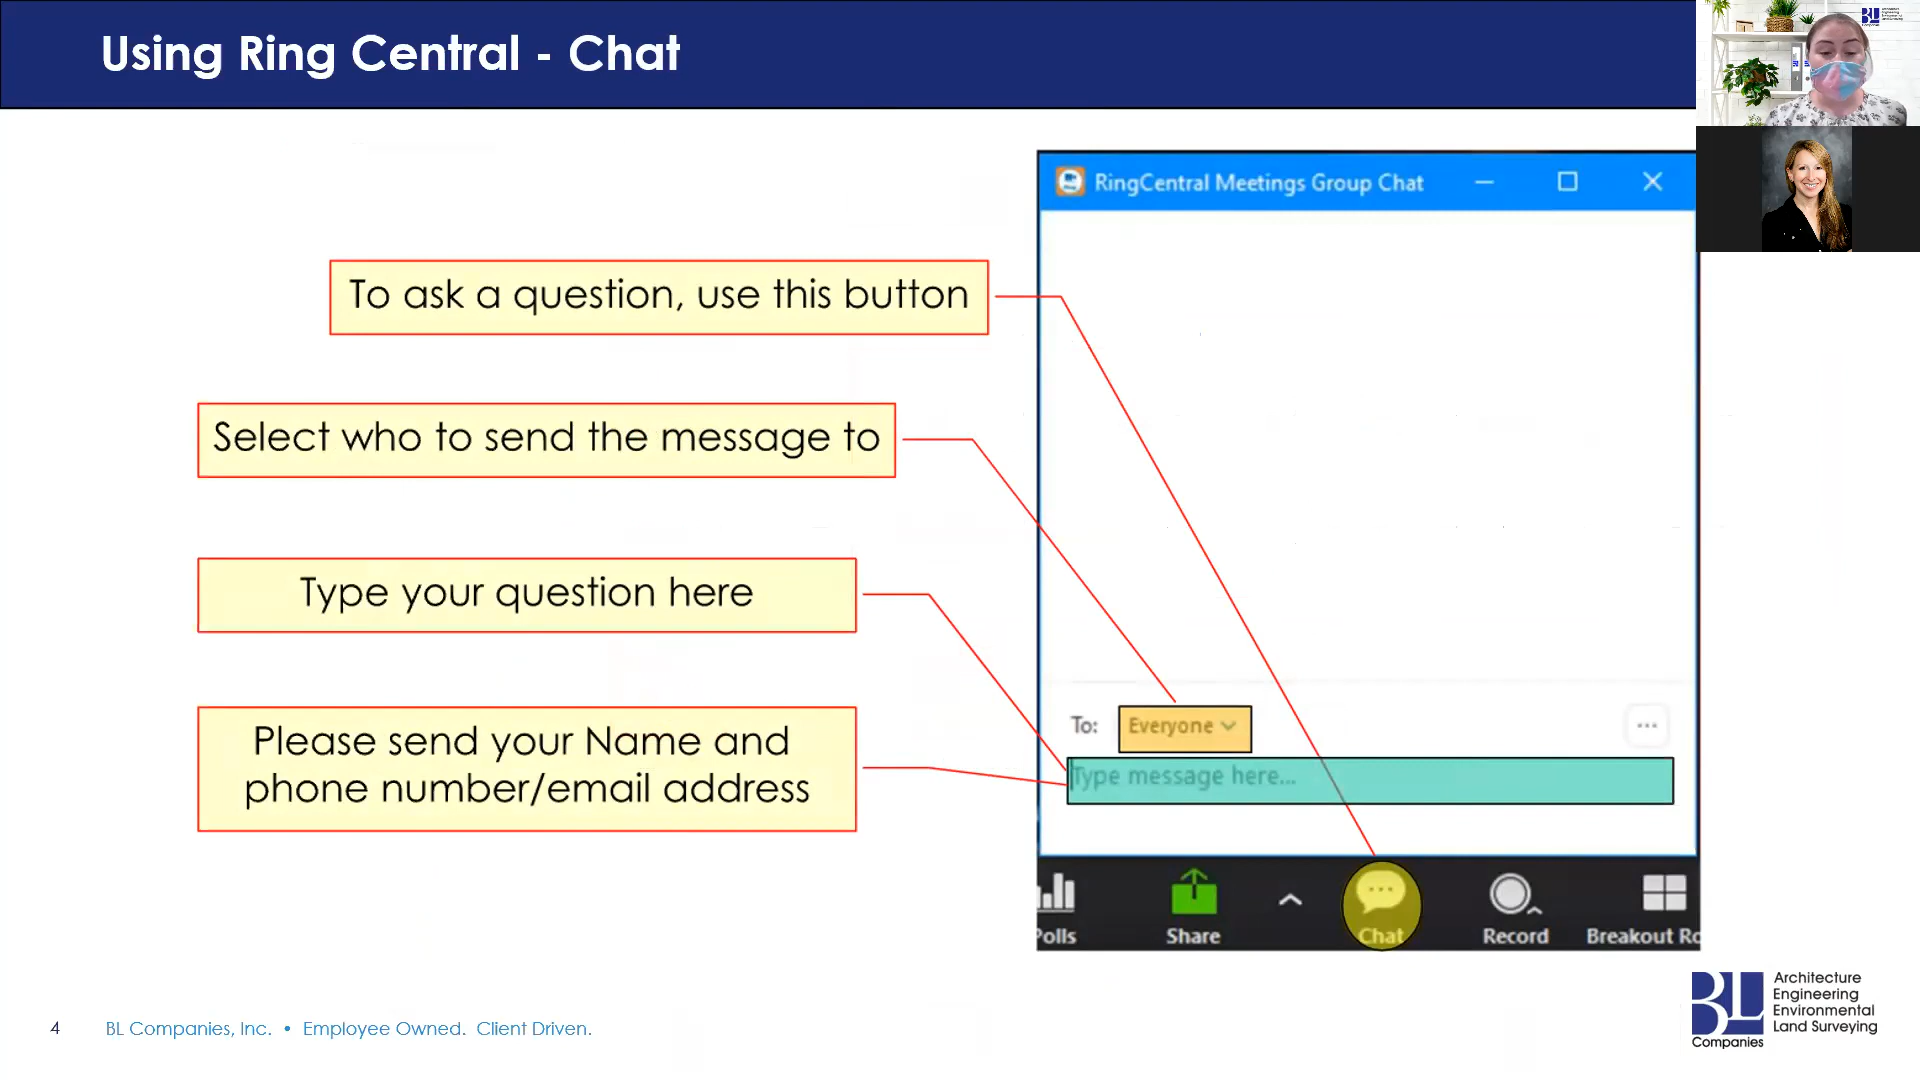 Using Ring Central - Chat
RingCentral Meetings Group Chat
To ask a question, use this button
Select who to send the message to
Type your question here
Please send your Name and
phone number/email address
To:
Everyone
Type message here...
Polls
Share
Chat
Record
Breakout Ro
4
BL Companies, Inc. • Employee Owned. Client Driven.
BL
Companies
Architecture
Engineering
Environmental
Land Surveying